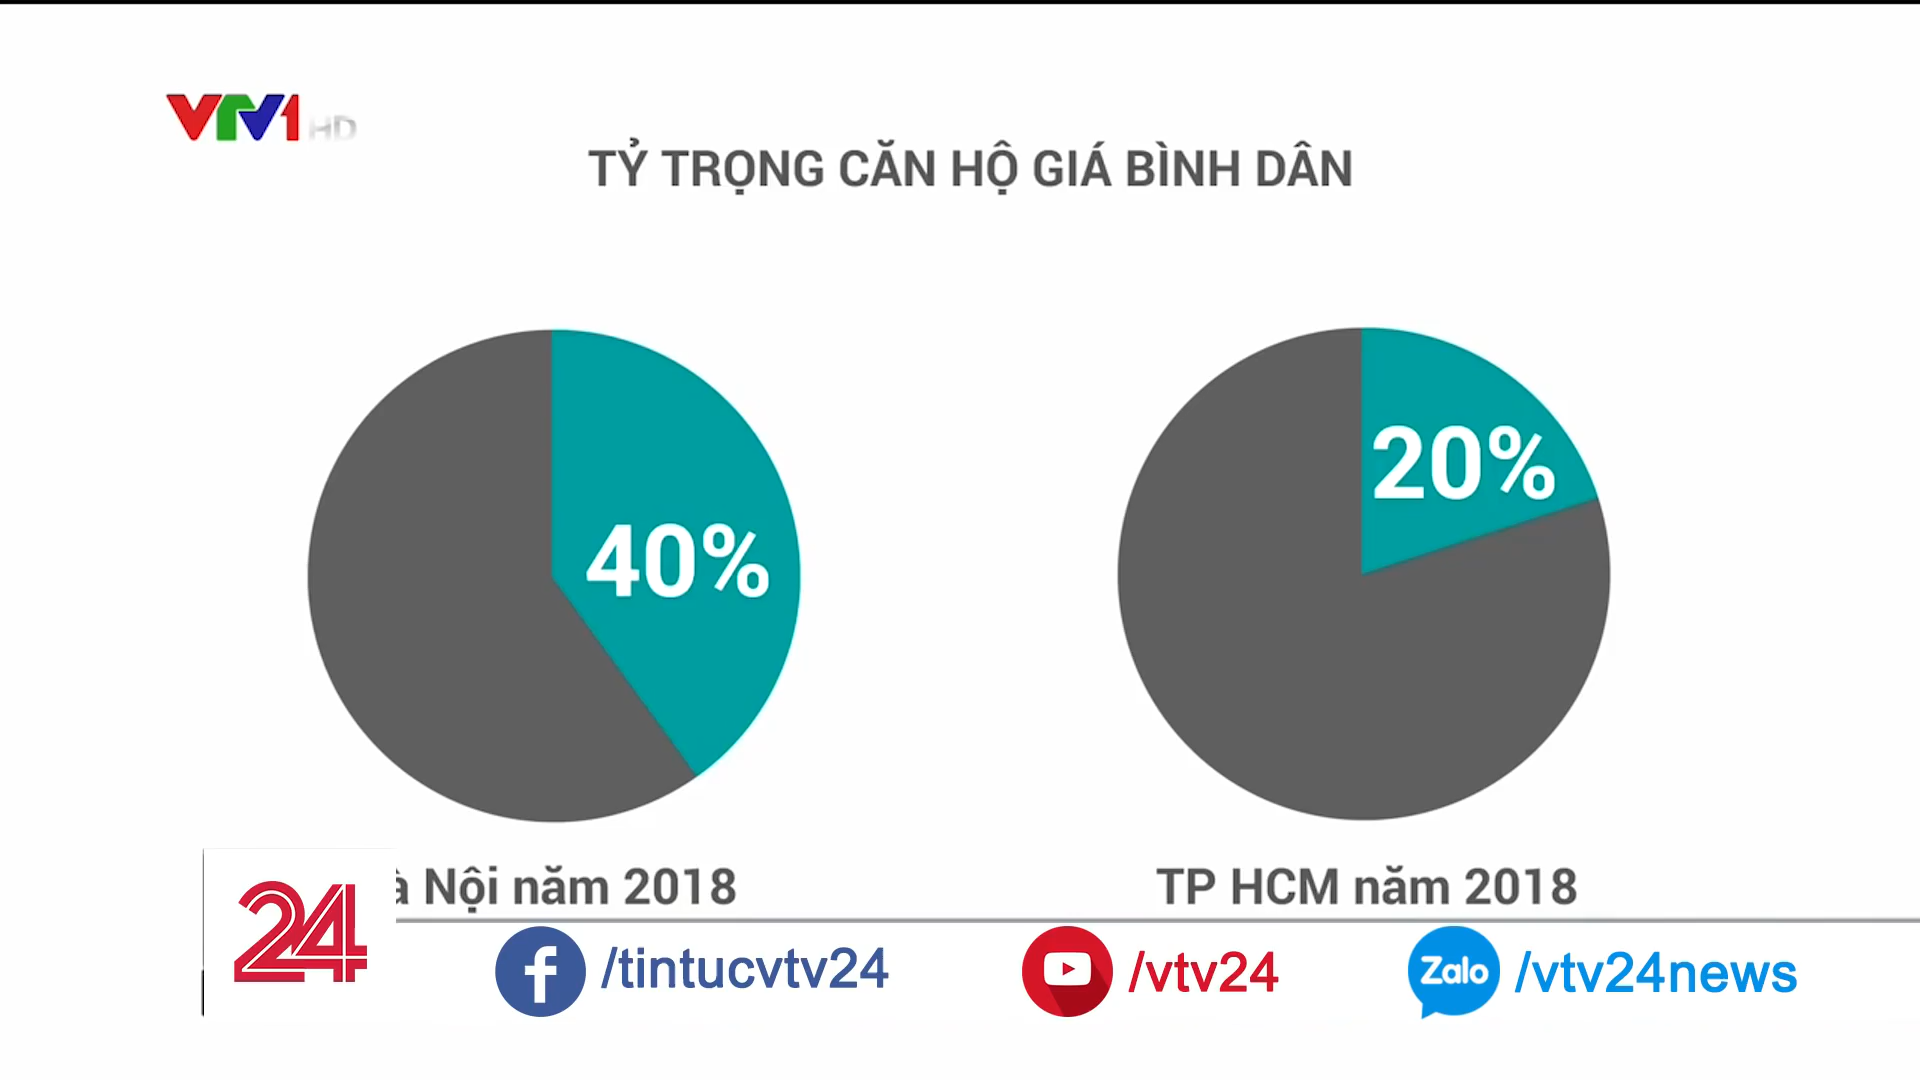 VTV1 HD
TỶ TRỌNG CĂN HỘ GIÁ BÌNH DÂN
40%
20%
à Nội năm 2018
TP HCM năm 2018
24
/tintucvtv24
/vtv24
Zalo /vtv24news